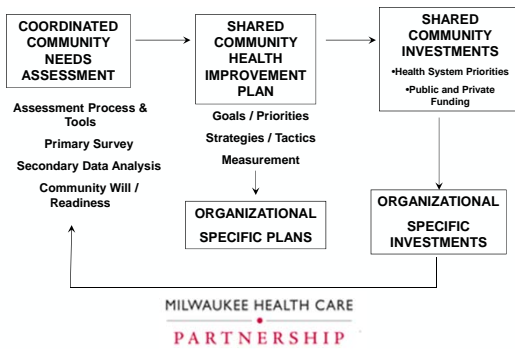 COORDINATED
COMMUNITY
NEEDS
ASSESSMENT
Assessment Process &
Tools
Primary Survey
Secondary Data Analysis
Community Will /
Readiness
SHARED
COMMUNITY
HEALTH
IMPROVEMENT
PLAN
Goals / Priorities
Strategies / Tactics
Measurement
ORGANIZATIONAL
SPECIFIC PLANS
SHARED
COMMUNITY
INVESTMENTS
•Health System Priorities
•Public and Private
Funding
ORGANIZATIONAL
SPECIFIC
INVESTMENTS
MILWAUKEE HEALTH CARE
PARTNERSHIP